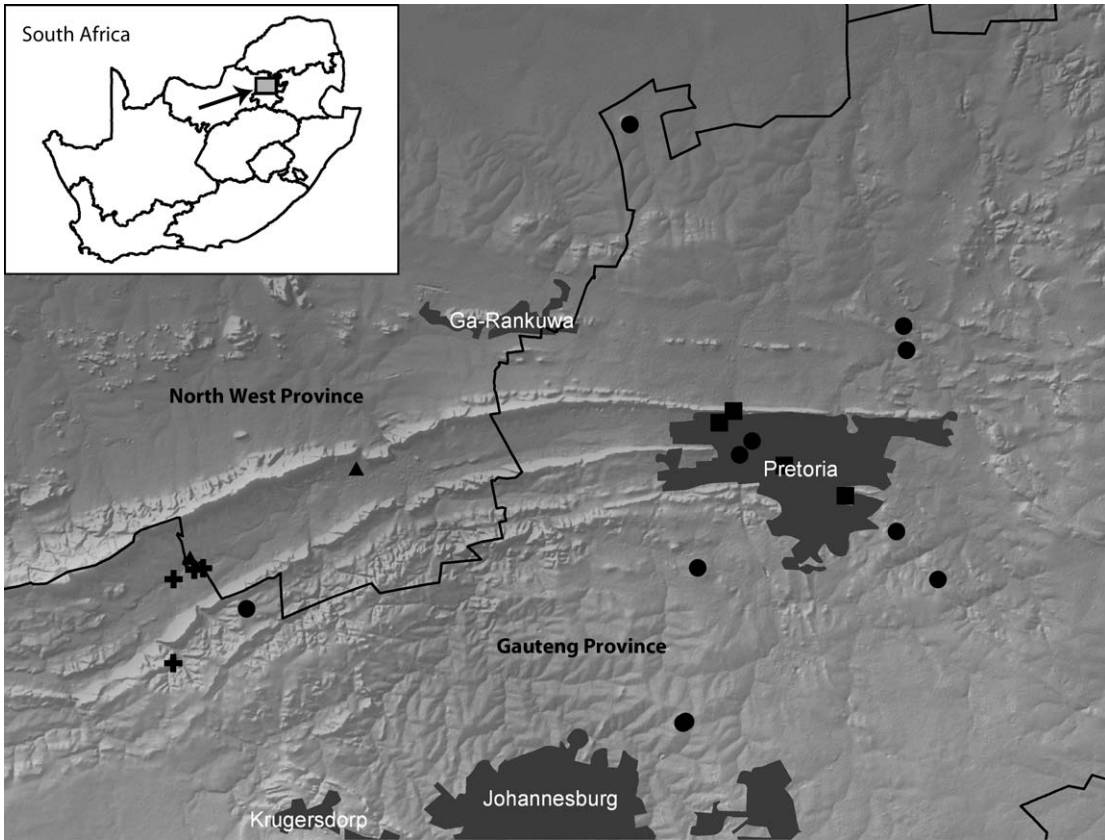 South Africa
Ga-Rankuwa
North West Province
Pretoria
Gauteng Province
Johannesburg
Krugersdorp